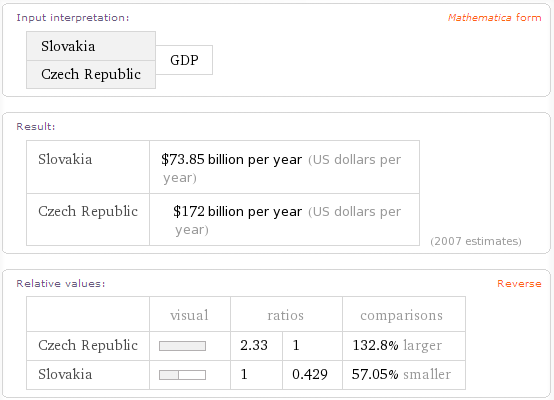 Input interpretation:
Mathematica form
Slovakia
Czech Republic
GDP
Result:
Slovakia
$73.85 billion per year (US dollars per
year)
Czech Republic
$172 billion per year (US dollars per
year)
(2007 estimates)
Relative values:
Reverse
visual ratios comparisons
Czech Republic 2.33 1 132.8% larger
Slovakia 1 0.429 57.05% smaller